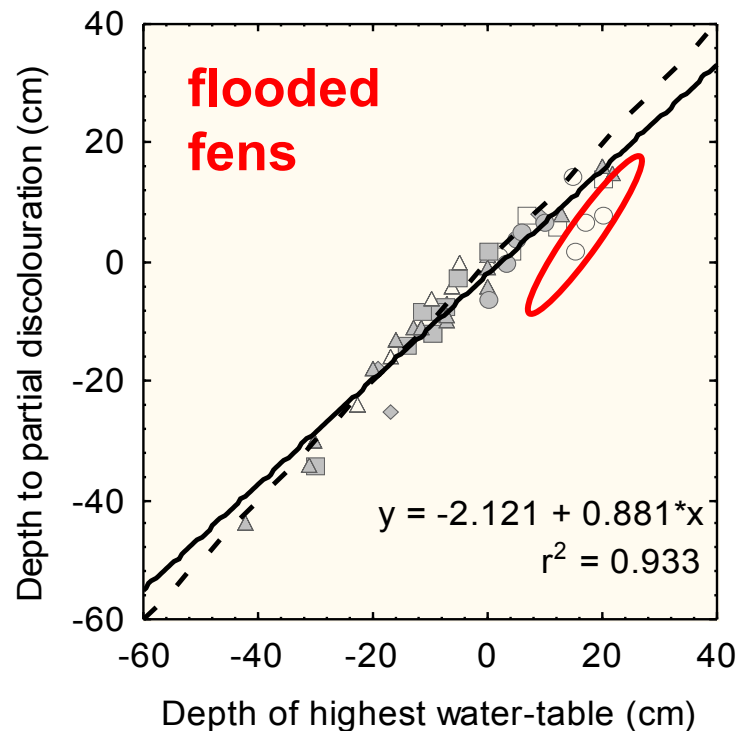 flooded
fens
40
20
0
-20
-40
-60
Depth to partial discolouration (cm)
y = -2.121 + 0.881*x
r² = 0.933
-60 -40 -20 0 20 40
Depth of highest water-table (cm)